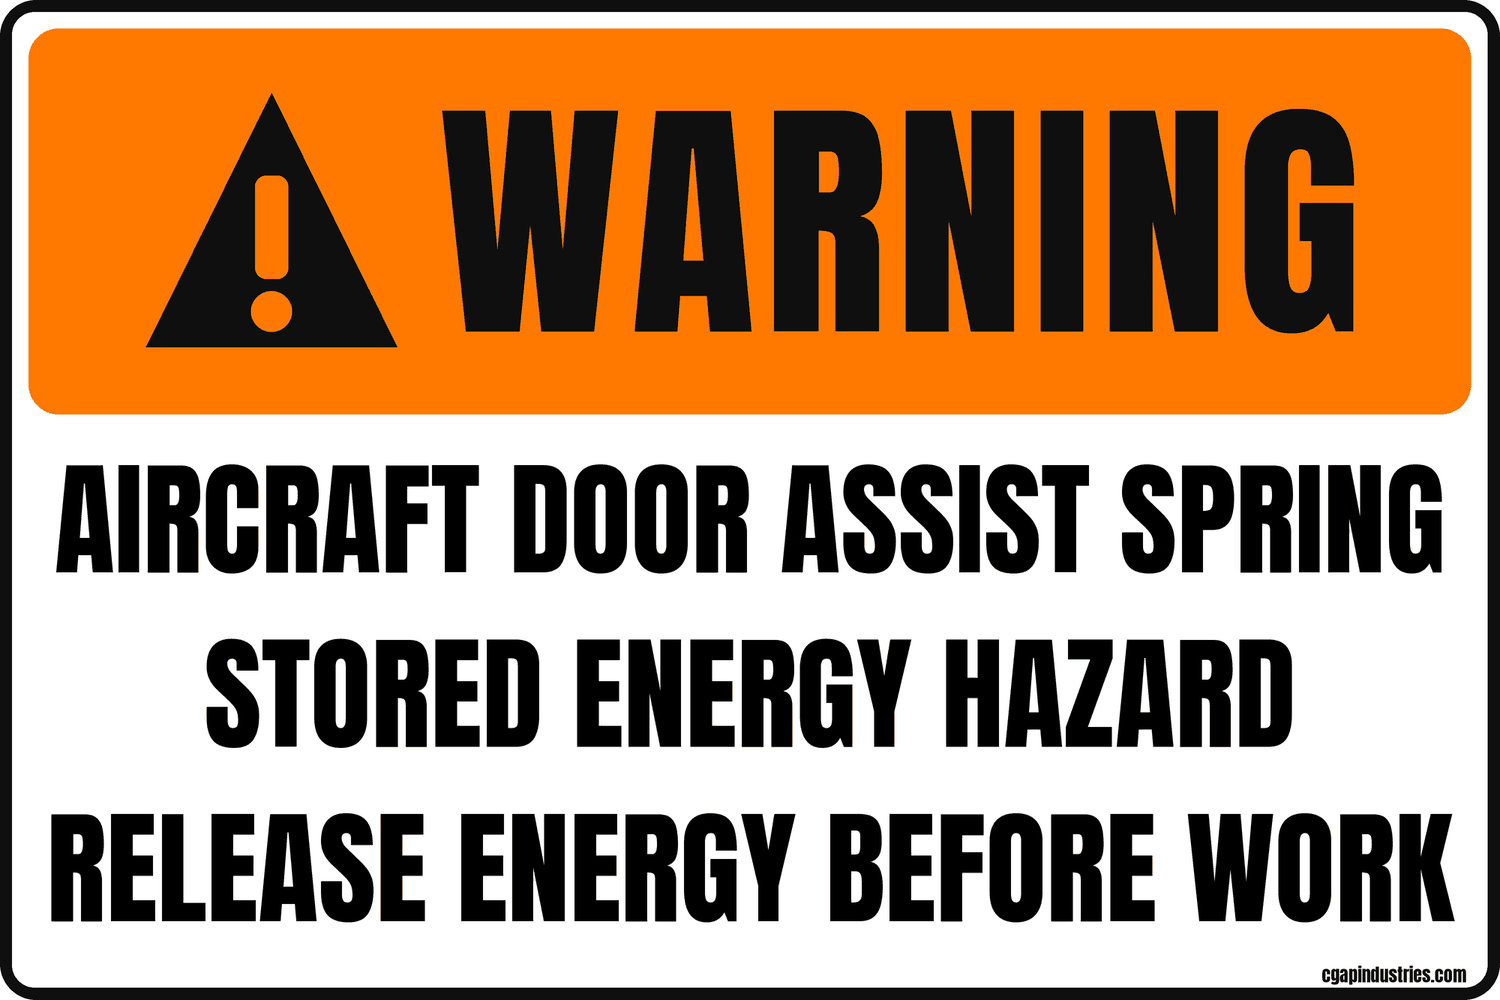 WARNING
AIRCRAFT DOOR ASSIST SPRING
STORED ENERGY HAZARD
RELEASE ENERGY BEFORE WORK
cgapindustries.com